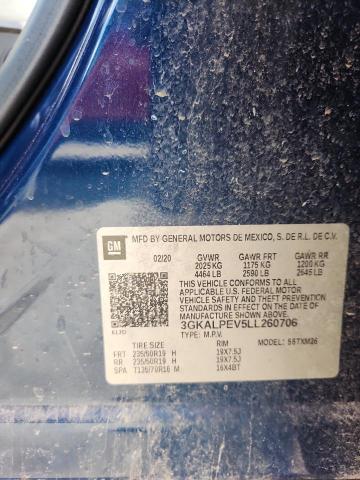 GM
MFD BY GENERAL MOTORS DE MEXICO, S. DE R.L. DE C.V.
02/20 GVWR GAWR FRT GAWR RR
2025 KG 1175 KG 1200 KG
4464 LB 2590 LB 2645 LB
THIS VEHICLE CONFORMS TO ALL APPLICABLE
U.S. FEDERAL MOTOR VEHICLE SAFETY, BUMPER, AND
THEFT PREVENTION STANDARDS IN EFFECT ON THE DATE OF
MANUFACTURE SHOWN ABOVE.
3GKALPEV5LL260706
TYPE: M.P.V. MODEL:
TIRE SIZE RIM
FRT 235/50R19 H 19X7.5J
RR 235/50R19 H 19X7.5J
SPA T135/70R16 M 16X4BT